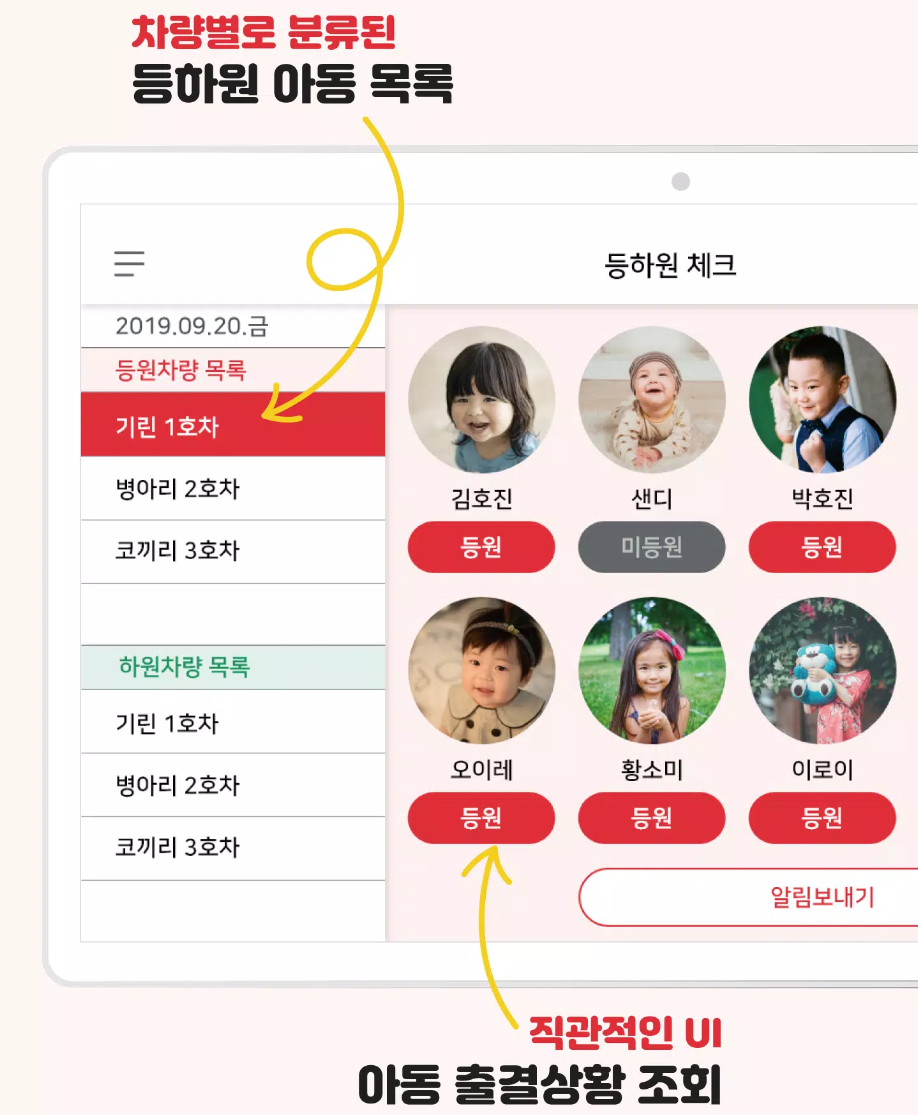 차량별로 분류된
등하원 아동 목록
등하원 체크
2019.09.20.금
등원차량 목록
기린 1호차
병아리 2호차
코끼리 3호차
하원차량 목록
기린 1호차
병아리 2호차
코끼리 3호차
김호진 샌디 박호진
등원 미등원 등원
오이레 황소미 이로이
등원 등원 등원
알림보내기
직관적인 UI
아동 출결상황 조회